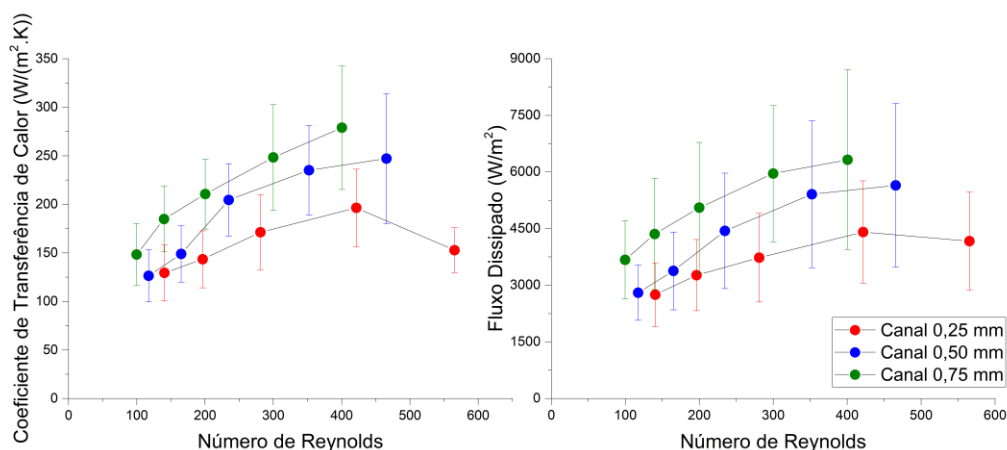 Coeficiente de Transferência de Calor (W/(m².K))
350
300
250
200
150
100
50
0
0 100 200 300 400 500 600
Número de Reynolds
Fluxo Dissipado (W/m²)
9000
7500
6000
4500
3000
1500
0
100 200 300 400 500 600
Número de Reynolds
Canal 0,25 mm
Canal 0,50 mm
Canal 0,75 mm